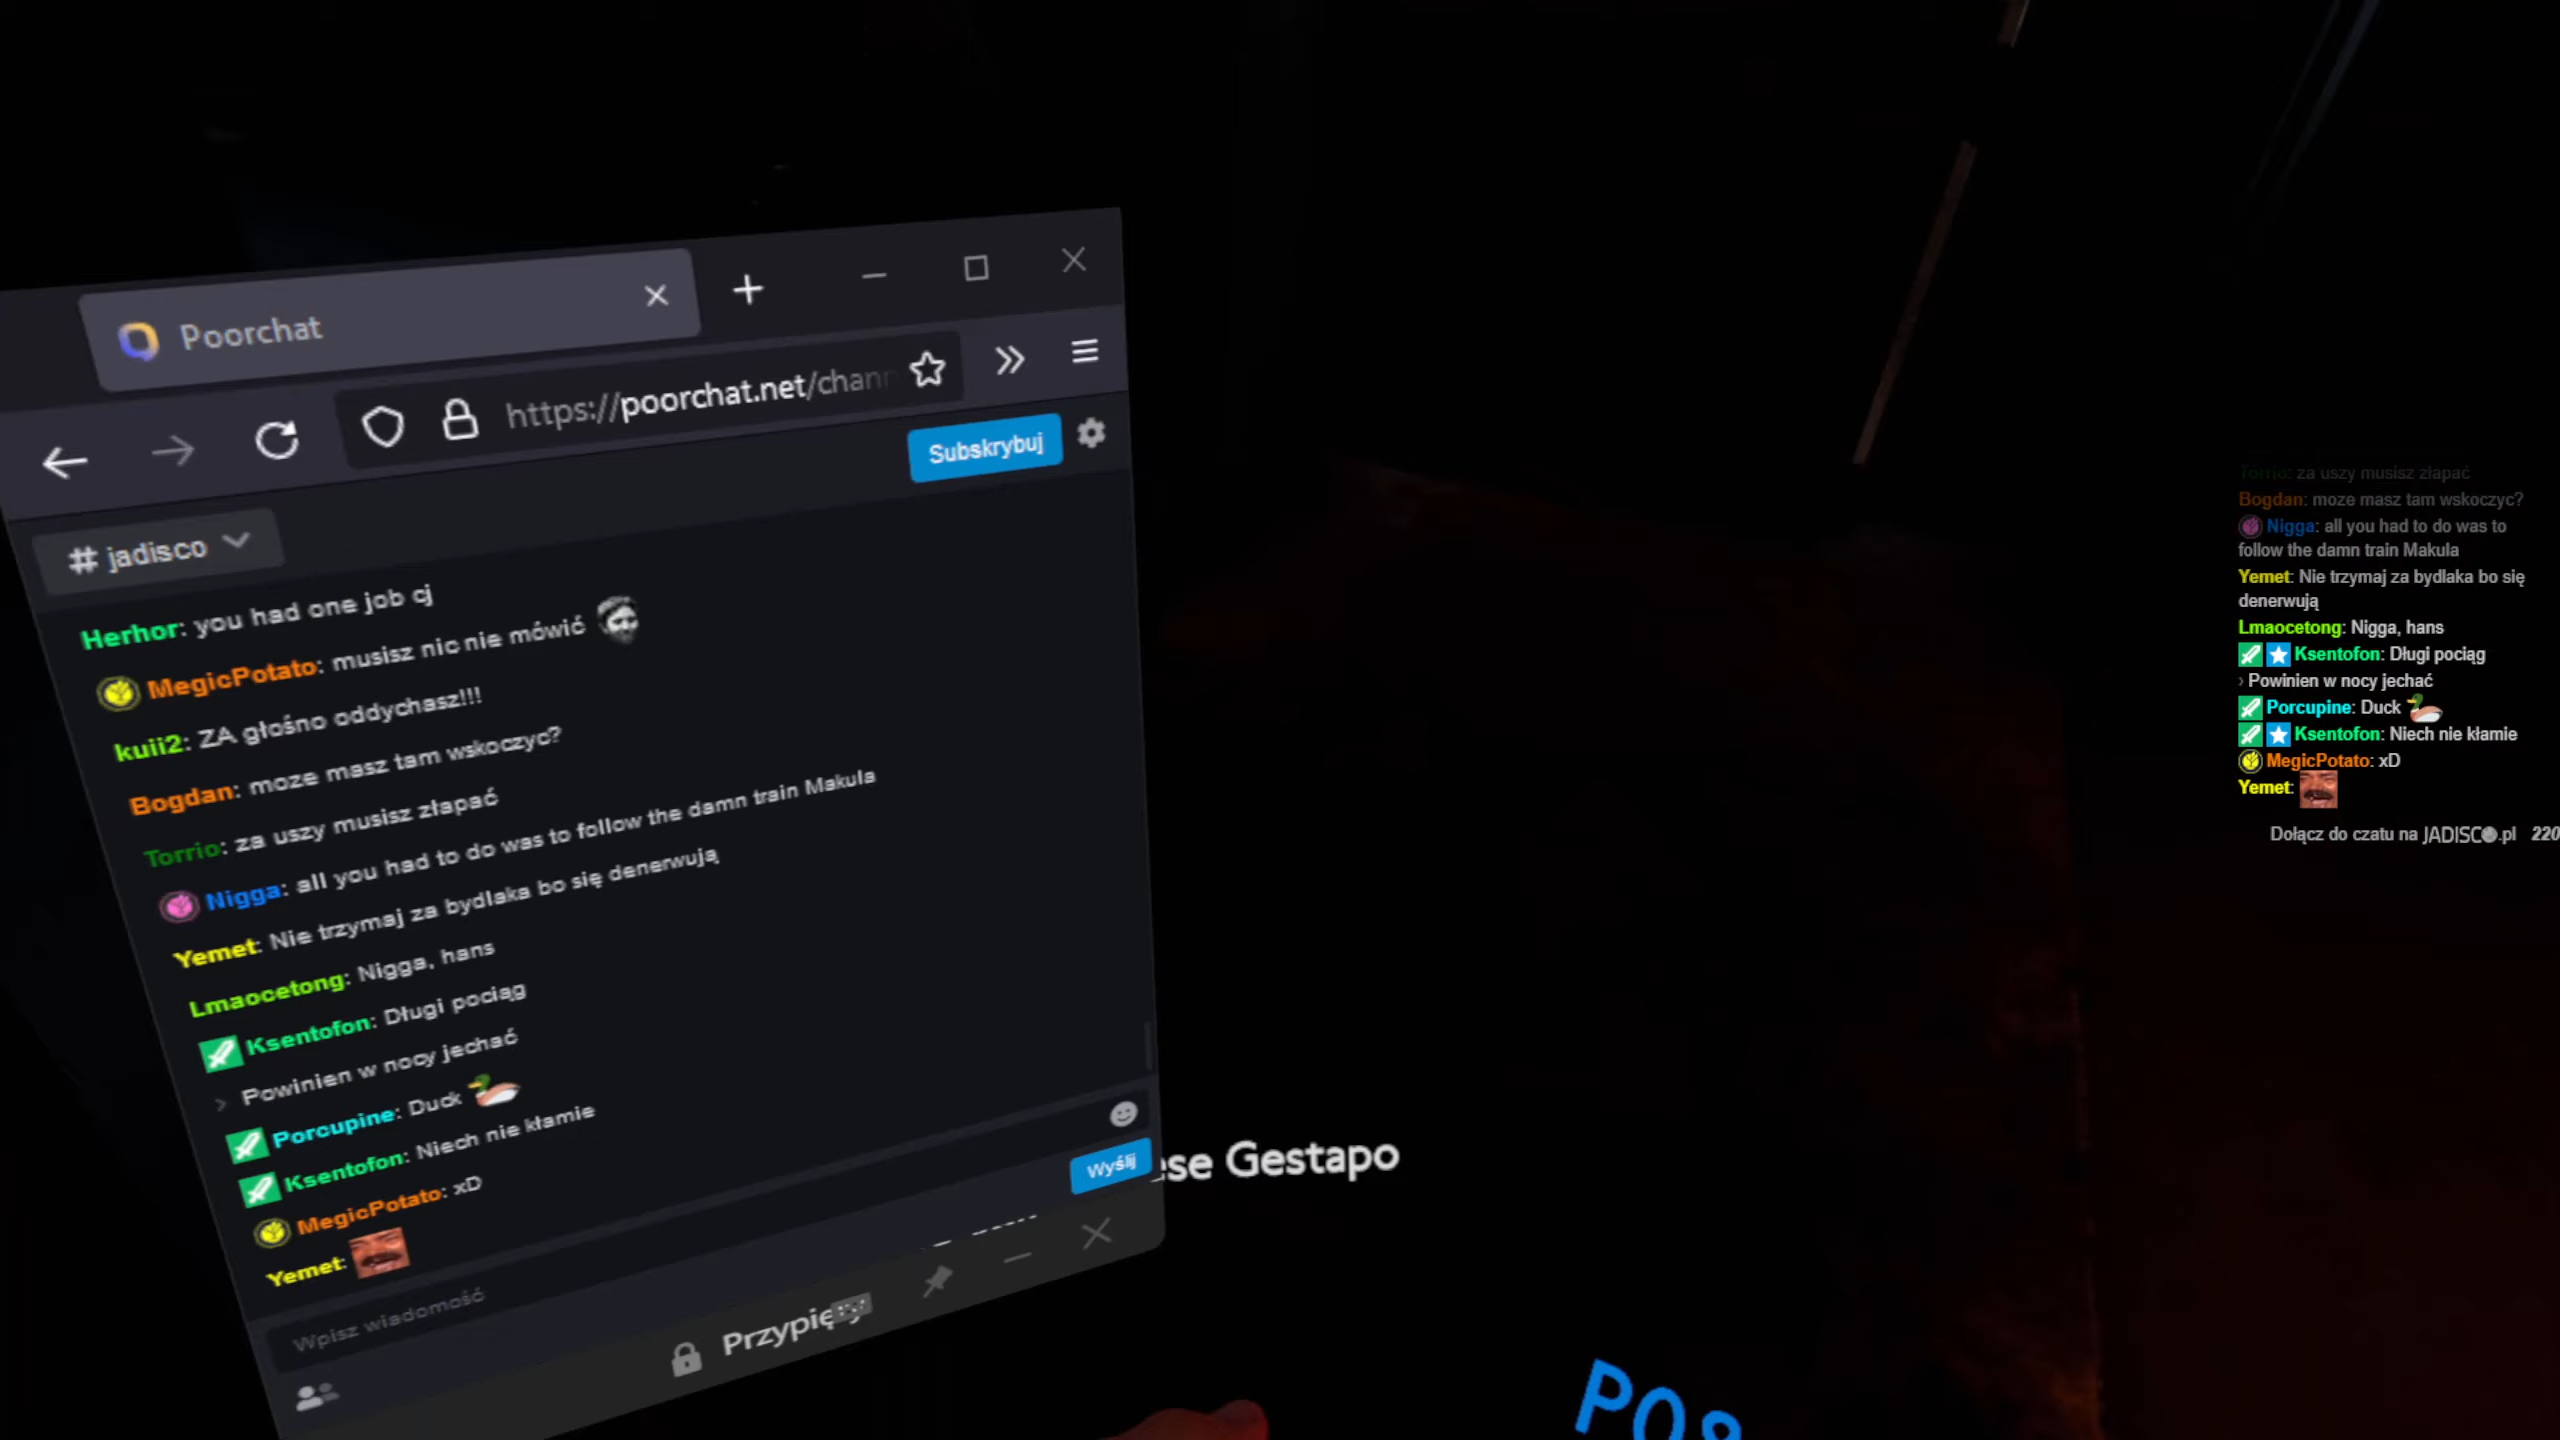 Poorchat
https://poorchat.net/chann
Subskrybuj
# jadisco
Herhor: you had one job cj
MegicPotato: musisz nic nie mówić
kuii2: ZA głośno oddychasz!!!
Bogdan: moze masz tam wskoczyc?
Torrio: za uszy musisz złapać
Nigga: all you had to do was to follow the damn train Makula
Yemet: Nie trzymaj za bydlaka bo się denerwują
Lmaocetong: Nigga, hans
Ksentofon: Długi pociąg
› Powinien w nocy jechać
Porcupine: Duck
Ksentofon: Niech nie kłamie
MegicPotato: xD
Yemet:
Wpisz wiadomość
Wyślij
ese Gestapo
Torrio: za uszy musisz złapać
Bogdan: moze masz tam wskoczyc?
Nigga: all you had to do was to
follow the damn train Makula
Yemet: Nie trzymaj za bydlaka bo się
denerwują
Lmaocetong: Nigga, hans
Ksentofon: Długi pociąg
› Powinien w nocy jechać
Porcupine: Duck
Ksentofon: Niech nie kłamie
MegicPotato: xD
Yemet:
Dołącz do czatu na JADISCO.pl 220